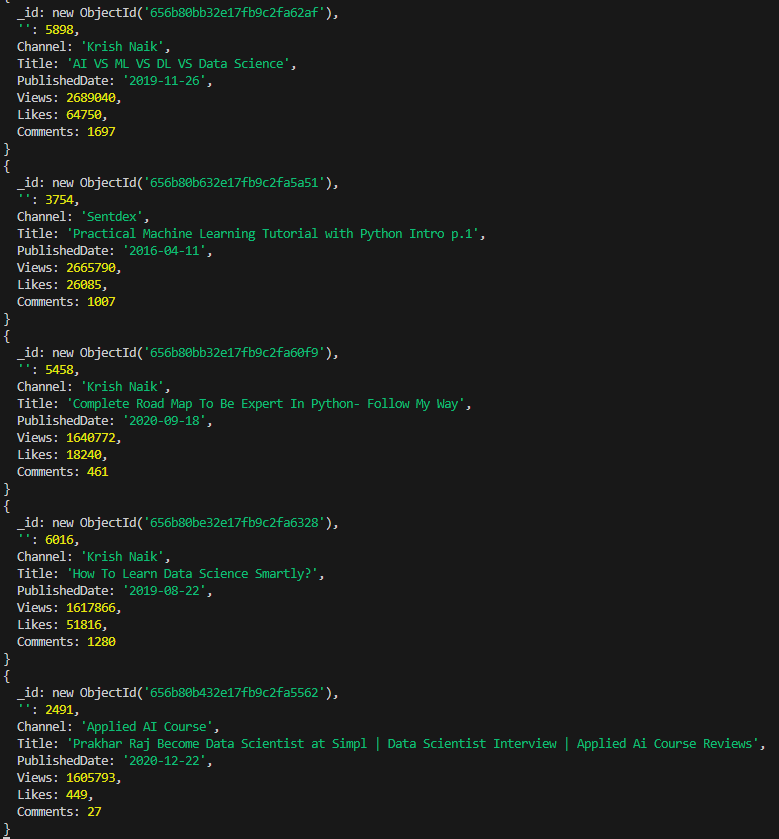 {
_id: new ObjectId('656b80bb32e17fb9c2fa62af'),
'': 5898,
Channel: 'Krish Naik',
Title: 'AI VS ML VS DL VS Data Science',
PublishedDate: '2019-11-26',
Views: 2689040,
Likes: 64750,
Comments: 1697
}
{
_id: new ObjectId('656b80b632e17fb9c2fa5a51'),
'': 3754,
Channel: 'Sentdex',
Title: 'Practical Machine Learning Tutorial with Python Intro p.1',
PublishedDate: '2016-04-11',
Views: 2665790,
Likes: 26085,
Comments: 1007
}
{
_id: new ObjectId('656b80bb32e17fb9c2fa60f9'),
'': 5458,
Channel: 'Krish Naik',
Title: 'Complete Road Map To Be Expert In Python- Follow My Way',
PublishedDate: '2020-09-18',
Views: 1640772,
Likes: 18240,
Comments: 461
}
{
_id: new ObjectId('656b80be32e17fb9c2fa6328'),
'': 6016,
Channel: 'Krish Naik',
Title: 'How To Learn Data Science Smartly?',
PublishedDate: '2019-08-22',
Views: 1617866,
Likes: 51816,
Comments: 1280
}
{
_id: new ObjectId('656b80b432e17fb9c2fa5562'),
'': 2491,
Channel: 'Applied AI Course',
Title: 'Prakhar Raj Become Data Scientist at Simpl | Data Scientist Interview | Applied Ai Course Reviews',
PublishedDate: '2020-12-22',
Views: 1605793,
Likes: 449,
Comments: 27
}